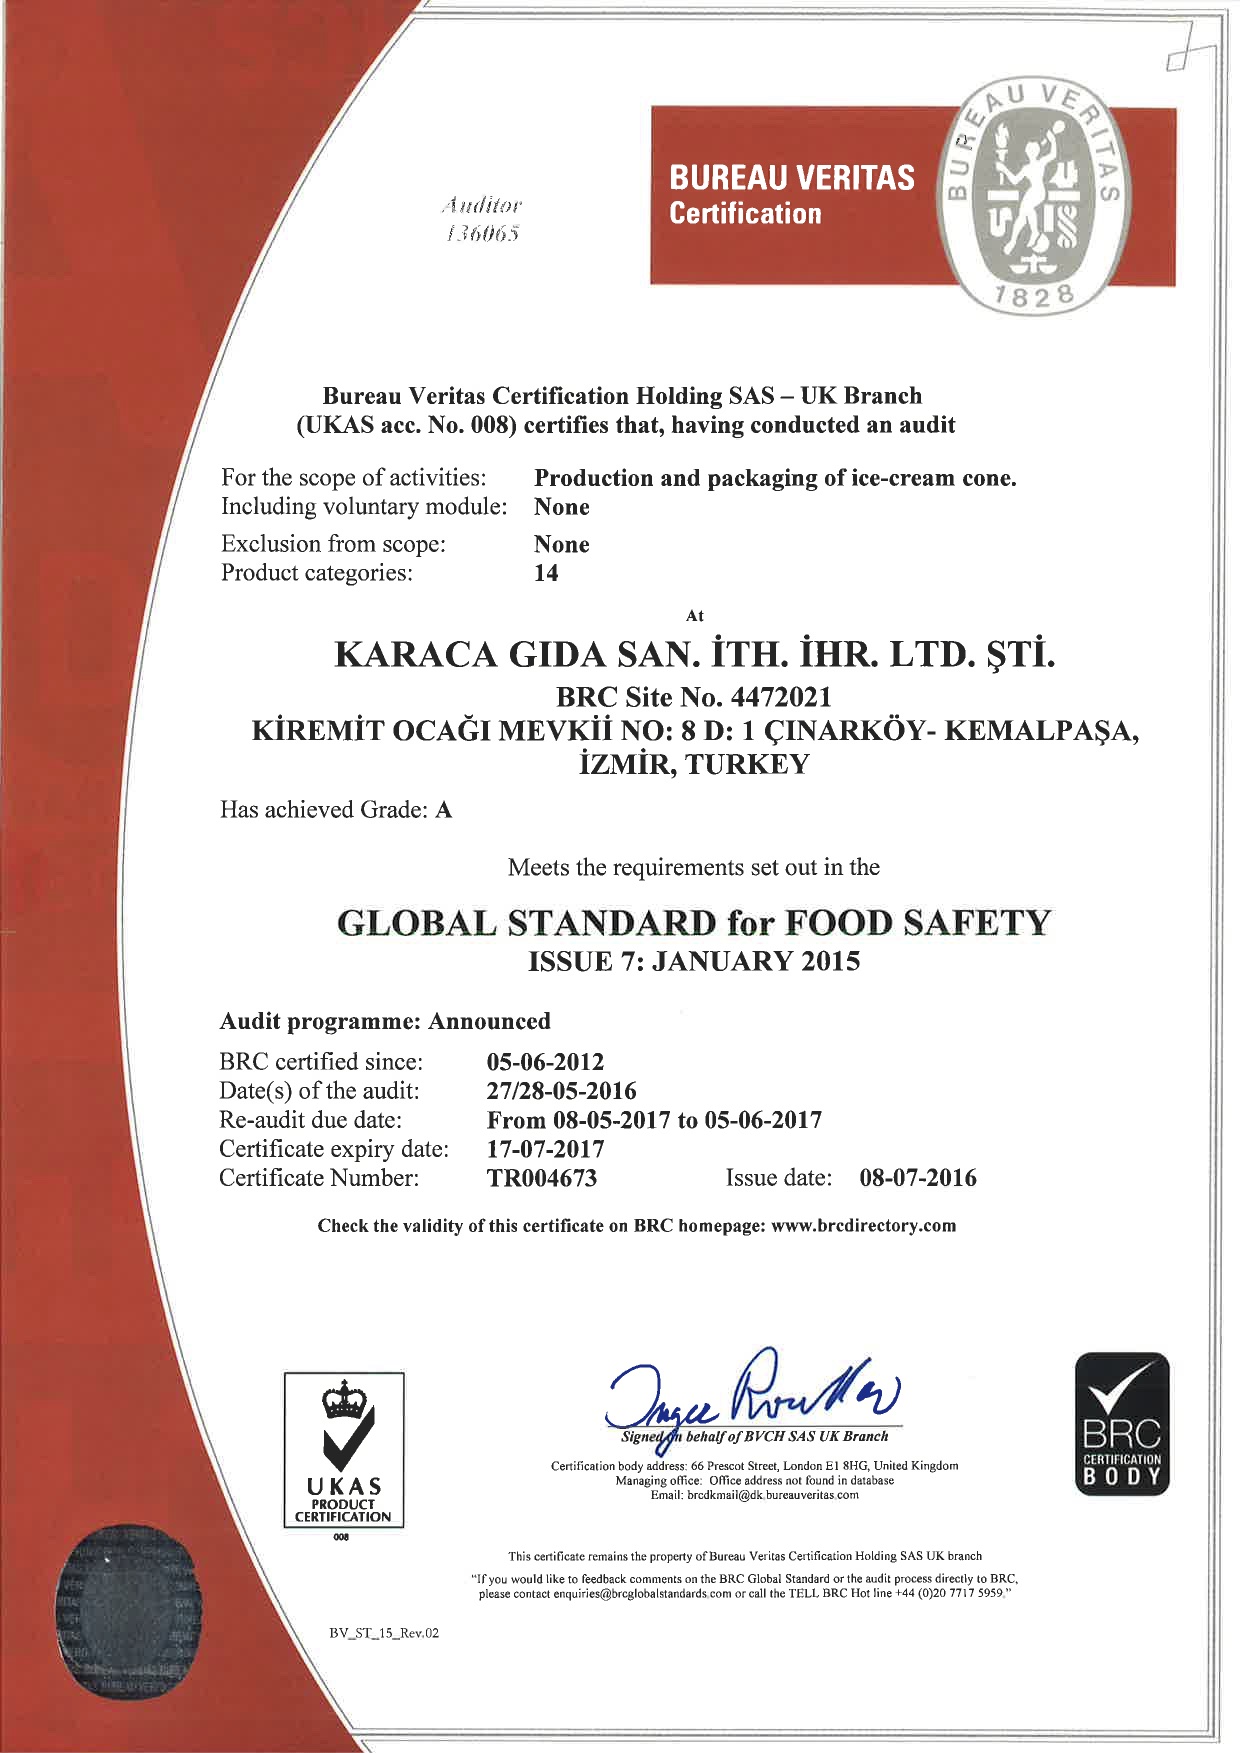 BUREAU VERITAS
Certification
BUREAU VERITAS
1828
Auditor
136065
Bureau Veritas Certification Holding SAS – UK Branch
(UKAS acc. No. 008) certifies that, having conducted an audit
For the scope of activities: Production and packaging of ice-cream cone.
Including voluntary module: None
Exclusion from scope: None
Product categories: 14
At
KARACA GIDA SAN. İTH. İHR. LTD. ŞTİ.
BRC Site No. 4472021
KİREMİT OCAĞI MEVKİİ NO: 8 D: 1 ÇINARKÖY- KEMALPAŞA,
İZMİR, TURKEY
Has achieved Grade: A
Meets the requirements set out in the
GLOBAL STANDARD for FOOD SAFETY
ISSUE 7: JANUARY 2015
Audit programme: Announced
BRC certified since: 05-06-2012
Date(s) of the audit: 27/28-05-2016
Re-audit due date: From 08-05-2017 to 05-06-2017
Certificate expiry date: 17-07-2017
Certificate Number: TR004673 Issue date: 08-07-2016
Check the validity of this certificate on BRC homepage: www.brcdirectory.com
Signed on behalf of BVCH SAS UK Branch
Certification body address: 66 Prescot Street, London E1 8HG, United Kingdom
Managing office: Office address not found in database
Email: brcdkmail@dk.bureauveritas.com
UKAS
PRODUCT
CERTIFICATION
008
BRC
CERTIFICATION
BODY
This certificate remains the property of Bureau Veritas Certification Holding SAS UK branch
"If you would like to feedback comments on the BRC Global Standard or the audit process directly to BRC,
please contact enquiries@brcglobalstandards.com or call the TELL BRC Hot line +44 (0)20 7717 5959."
BV_ST_15_Rev.02